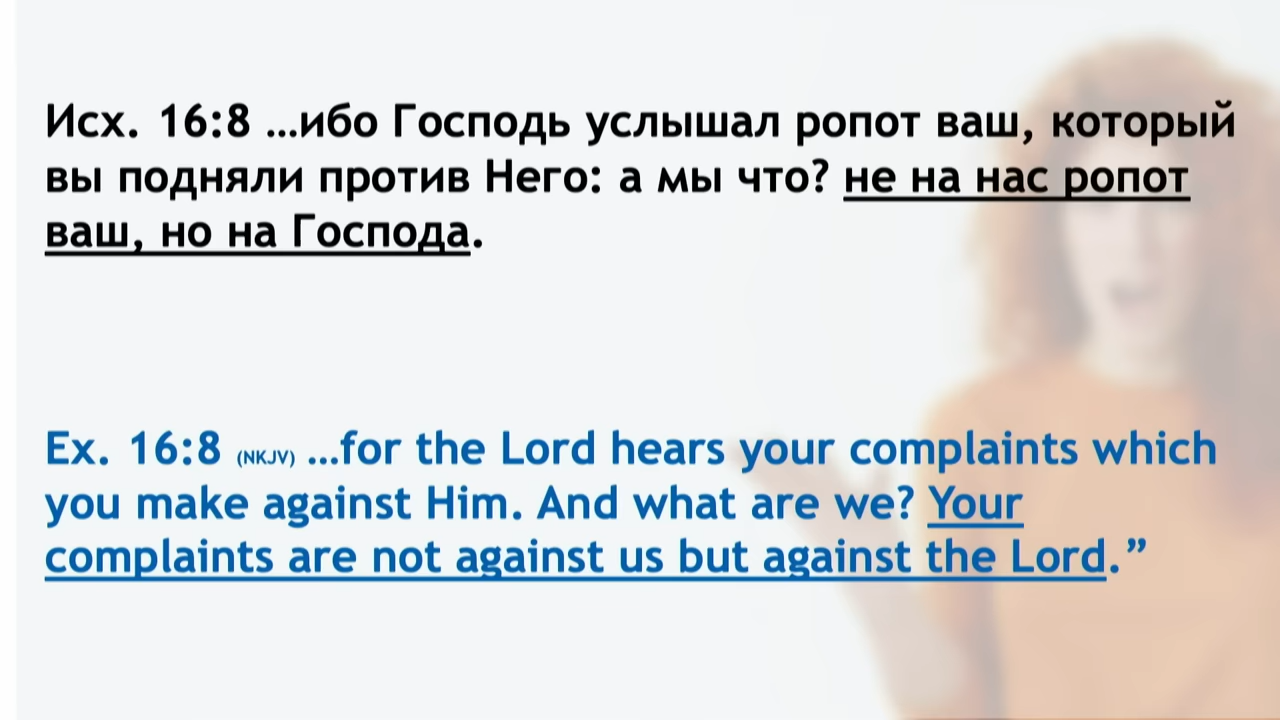 Исх. 16:8 …ибо Господь услышал ропот ваш, который
вы подняли против Него: а мы что? не на нас ропот
ваш, но на Господа.
Ex. 16:8 (NKJV) …for the Lord hears your complaints which
you make against Him. And what are we? Your
complaints are not against us but against the Lord.”